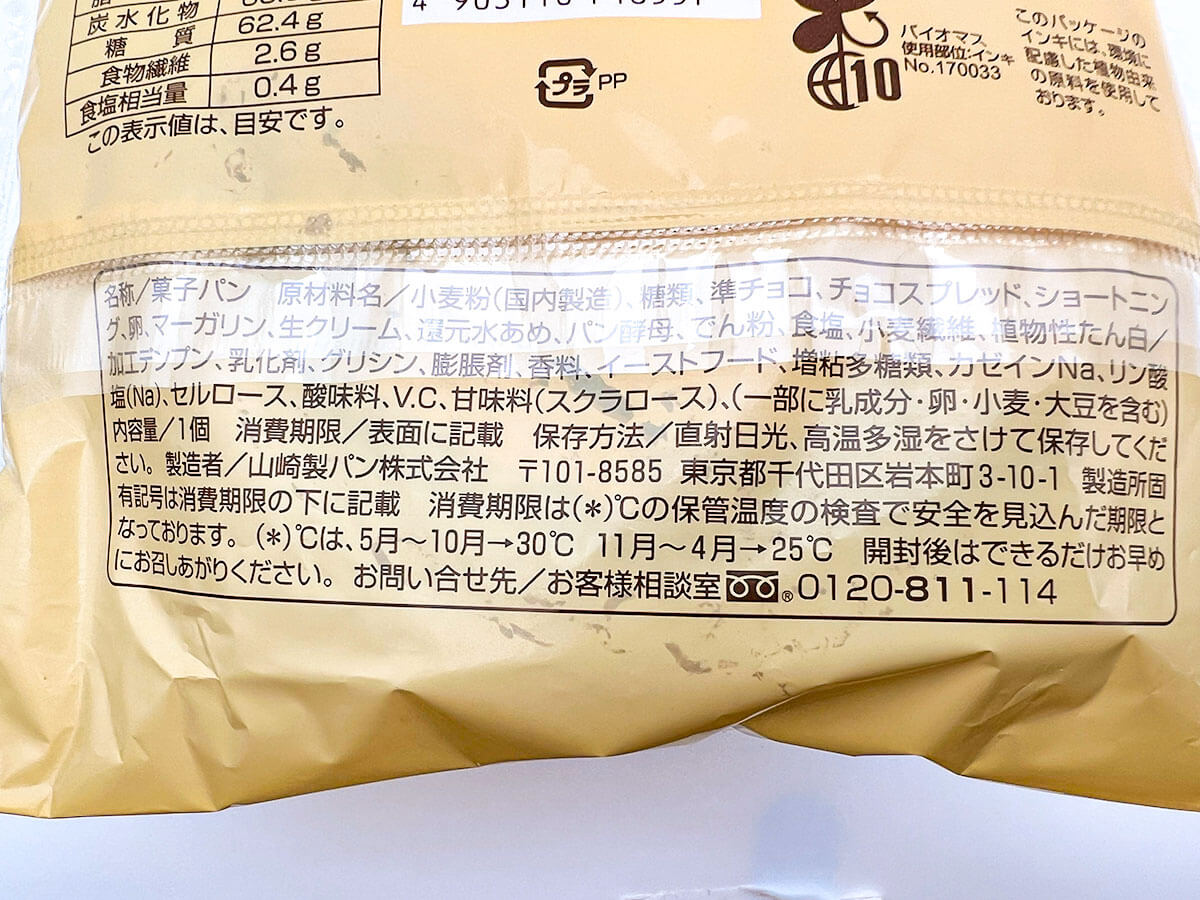 炭水化物
62.4g
糖質
食物繊維 2.6g
食塩相当量 0.4g
この表示値は、目安です。
プラ PP
バイオマス
使用部位:インキ
No.170033
10
このパッケージの
インキには、環境に
配慮した植物由来
の原料を使用して
おります。
名称/菓子パン 原材料名/小麦粉(国内製造)、糖類、準チョコ、チョコスプレッド、ショートニン
グ、卵、マーガリン、生クリーム、還元水あめ、パン酵母、でん粉、食塩、小麦繊維、植物性たん白/
加工デンプン、乳化剤、グリシン、膨脹剤、香料、イーストフード、増粘多糖類、カゼインNa、リン酸
塩(Na)、セルロース、酸味料、V.C、甘味料(スクラロース)、(一部に乳成分・卵・小麦・大豆を含む)
内容量/1個 消費期限/表面に記載 保存方法/直射日光、高温多湿をさけて保存してくだ
さい。製造者/山崎製パン株式会社 〒101-8585 東京都千代田区岩本町3-10-1 製造所固
有記号は消費期限の下に記載 消費期限は(*)℃の保管温度の検査で安全を見込んだ期限と
なっております。(*)℃は、5月～10月→30℃ 11月～4月→25℃ 開封後はできるだけお早め
にお召しあがりください。お問い合せ先/お客様相談室®0120-811-114